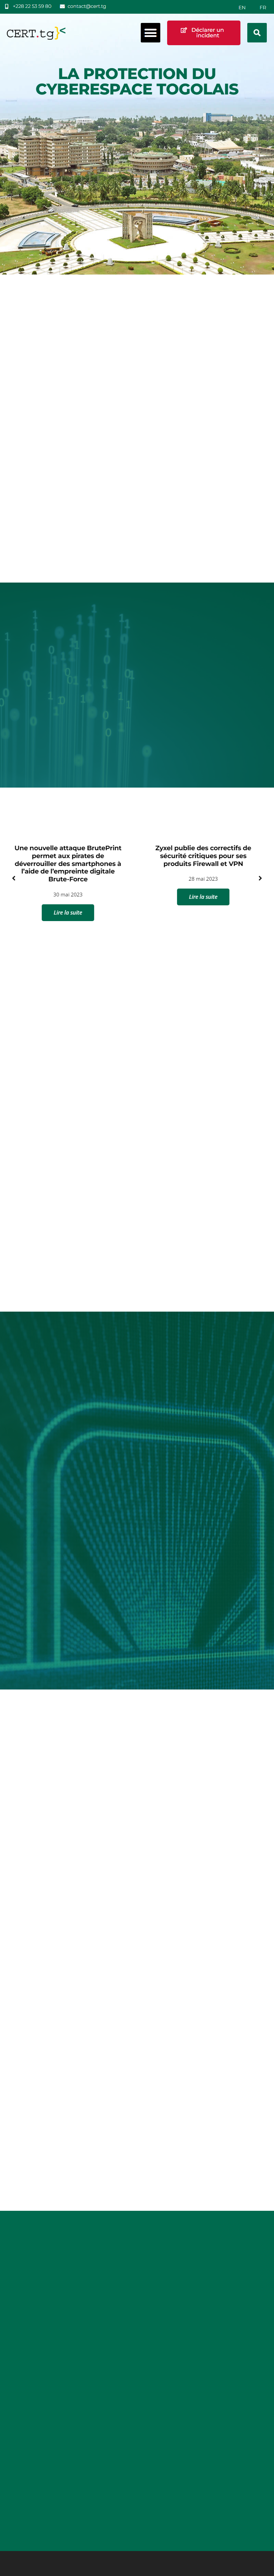 +228 22 53 59 80 contact@cert.tg EN FR
CERT.tg
Déclarer un
incident
LA PROTECTION DU
CYBERESPACE TOGOLAIS
Une nouvelle attaque BrutePrint
permet aux pirates de
déverrouiller des smartphones à
l'aide de l'empreinte digitale
Brute-Force
30 mai 2023
Lire la suite
Zyxel publie des correctifs de
sécurité critiques pour ses
produits Firewall et VPN
28 mai 2023
Lire la suite